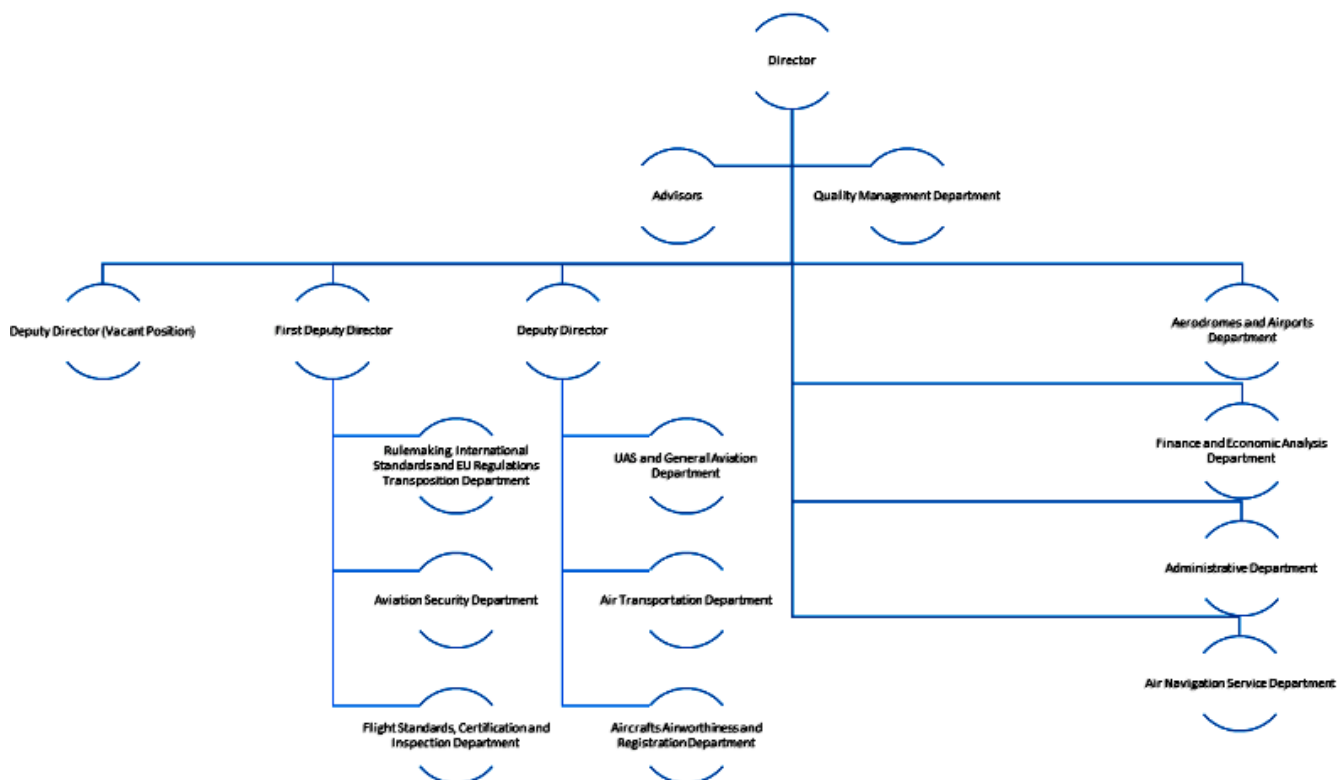 Director
Advisors
Quality Management Department
Deputy Director (Vacant Position)
First Deputy Director
Deputy Director
Aerodromes and Airports
Department
Rulemaking, International
Standards and EU Regulations
Transposition Department
UAS and General Aviation
Department
Finance and Economic Analysis
Department
Aviation Security Department
Air Transportation Department
Administrative Department
Flight Standards, Certification and
Inspection Department
Aircrafts Airworthiness and
Registration Department
Air Navigation Service Department